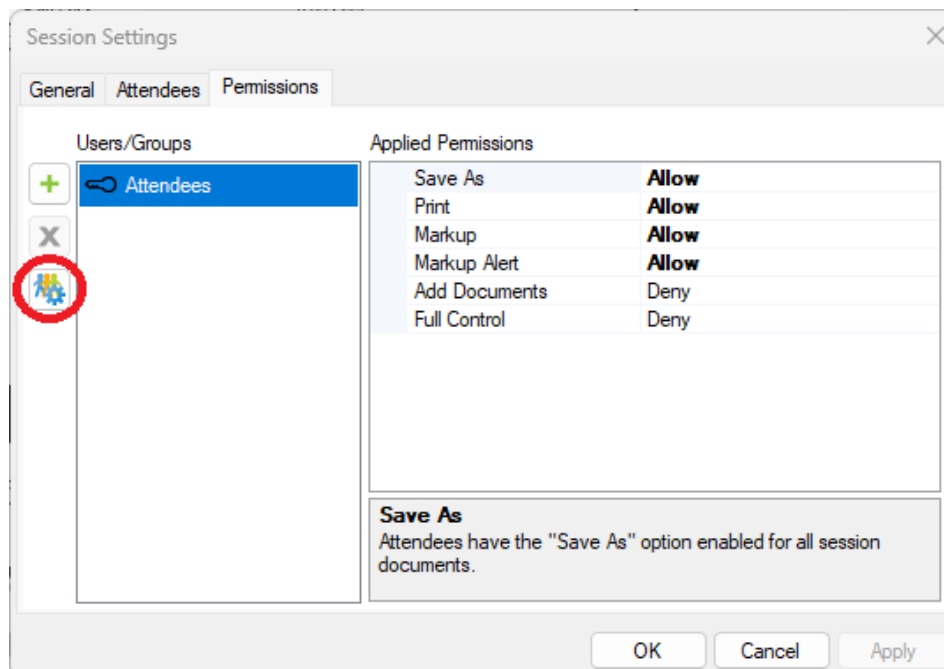 Session Settings
General Attendees Permissions
Users/Groups
Applied Permissions
Attendees
Save As Allow
Print Allow
Markup Allow
Markup Alert Allow
Add Documents Deny
Full Control Deny
Save As
Attendees have the "Save As" option enabled for all session
documents.
OK Cancel Apply